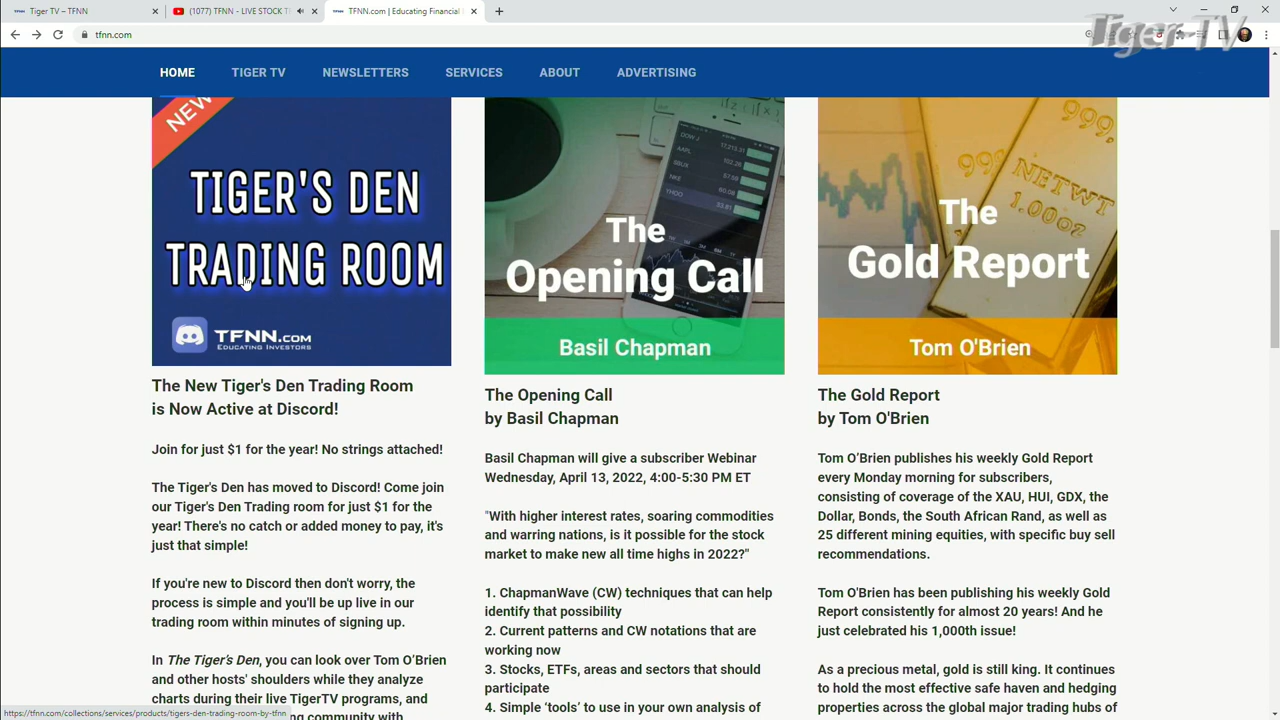 Tiger TV – TFNN
(1077) TFNN - LIVE STOCK T
TFNN.com | Educating Financial
tfnn.com
Tiger TV
HOME
TIGER TV
NEWSLETTERS
SERVICES
ABOUT
ADVERTISING
NEW
TIGER'S DEN
TRADING ROOM
TFNN.COM
EDUCATING INVESTORS
The New Tiger's Den Trading Room
is Now Active at Discord!
Join for just $1 for the year! No strings attached!
The Tiger's Den has moved to Discord! Come join
our Tiger's Den Trading room for just $1 for the
year! There's no catch or added money to pay, it's
just that simple!
If you're new to Discord then don't worry, the
process is simple and you'll be up live in our
trading room within minutes of signing up.
In The Tiger's Den, you can look over Tom O'Brien
and other hosts' shoulders while they analyze
charts during their live TigerTV programs, and
community with
https://tfnn.com/collections/services/products/tigers-den-trading-room-by-tfnn
DOW J
AAPL
SBUX
NKE
YHOO
The
Opening Call
Basil Chapman
The Opening Call
by Basil Chapman
Basil Chapman will give a subscriber Webinar
Wednesday, April 13, 2022, 4:00-5:30 PM ET
"With higher interest rates, soaring commodities
and warring nations, is it possible for the stock
market to make new all time highs in 2022?"
1. ChapmanWave (CW) techniques that can help
identify that possibility
2. Current patterns and CW notations that are
working now
3. Stocks, ETFs, areas and sectors that should
participate
4. Simple 'tools' to use in your own analysis of
999,
NETWT
1.00oz
The
Gold Report
Tom O'Brien
The Gold Report
by Tom O'Brien
Tom O'Brien publishes his weekly Gold Report
every Monday morning for subscribers,
consisting of coverage of the XAU, HUI, GDX, the
Dollar, Bonds, the South African Rand, as well as
25 different mining equities, with specific buy sell
recommendations.
Tom O'Brien has been publishing his weekly Gold
Report consistently for almost 20 years! And he
just celebrated his 1,000th issue!
As a precious metal, gold is still king. It continues
to hold the most effective safe haven and hedging
properties across the global major trading hubs of